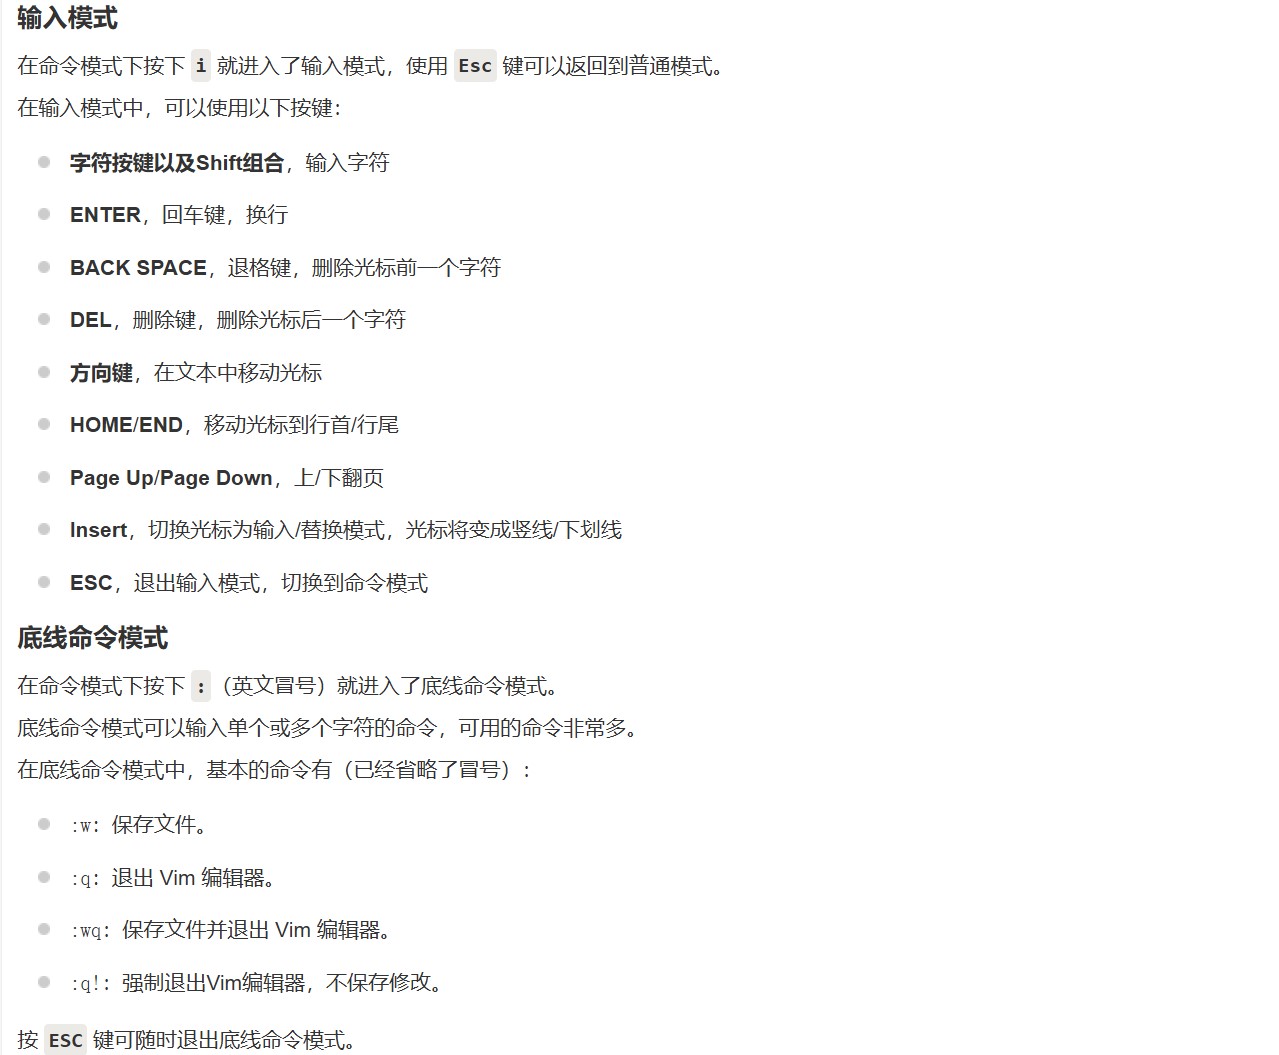 输入模式
在命令模式下按下 i 就进入了输入模式，使用 Esc 键可以返回到普通模式。
在输入模式中，可以使用以下按键：
字符按键以及Shift组合，输入字符
ENTER，回车键，换行
BACK SPACE，退格键，删除光标前一个字符
DEL，删除键，删除光标后一个字符
方向键，在文本中移动光标
HOME/END，移动光标到行首/行尾
Page Up/Page Down，上/下翻页
Insert，切换光标为输入/替换模式，光标将变成竖线/下划线
ESC，退出输入模式，切换到命令模式
底线命令模式
在命令模式下按下 :（英文冒号）就进入了底线命令模式。
底线命令模式可以输入单个或多个字符的命令，可用的命令非常多。
在底线命令模式中，基本的命令有（已经省略了冒号）：
:w：保存文件。
:q：退出 Vim 编辑器。
:wq：保存文件并退出 Vim 编辑器。
:q!：强制退出Vim编辑器，不保存修改。
按 ESC 键可随时退出底线命令模式。